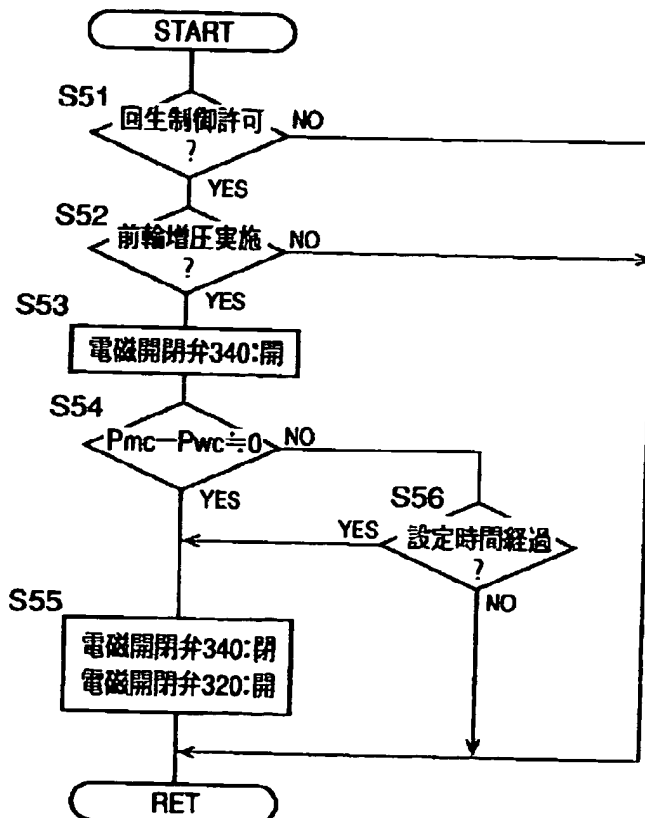 START
S51
回生制御許可
?
NO
YES
S52
前輪増圧実施
?
NO
YES
S53
電磁開閉弁340:開
S54
Pmc−Pwc≒0
NO
YES
S56
設定時間経過
?
YES
NO
S55
電磁開閉弁340:閉
電磁開閉弁320:開
RET